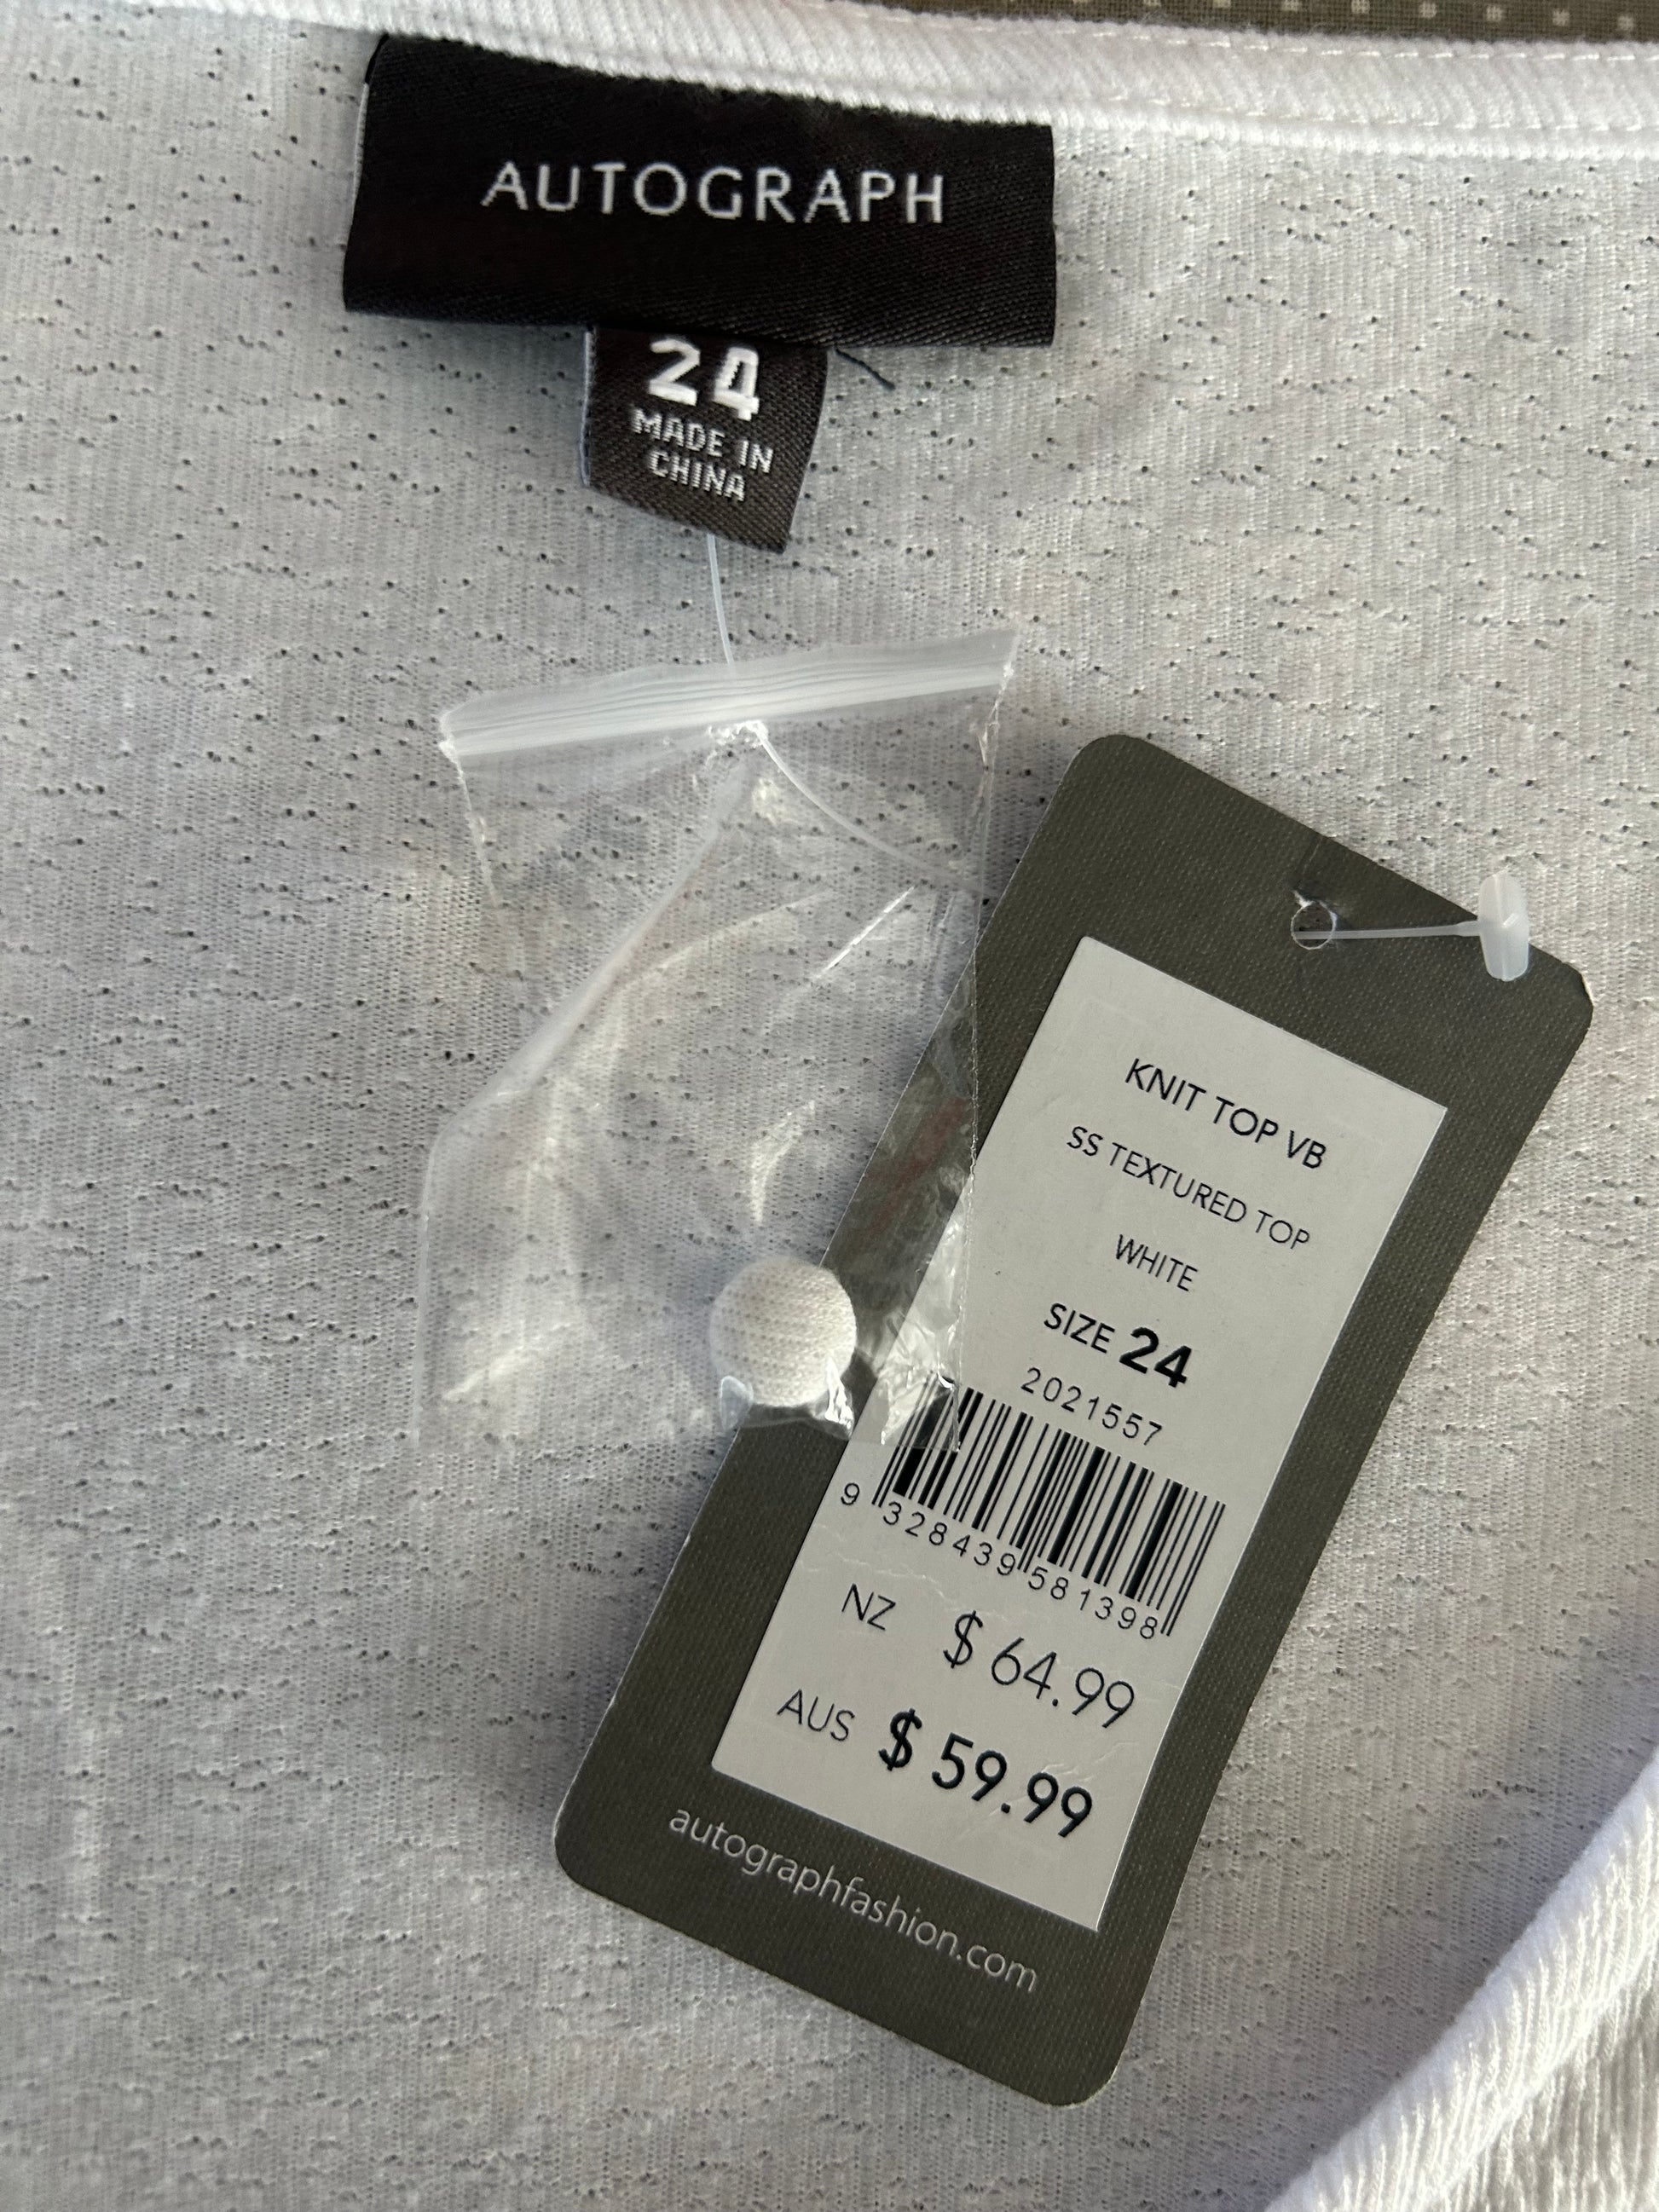 AUTOGRAPH
24
MADE IN
CHINA
KNIT TOP VB
SS TEXTURED TOP
WHITE
SIZE 24
2021557
9 328439 581398
NZ $ 64.99
AUS $ 59.99
autographfashion.com